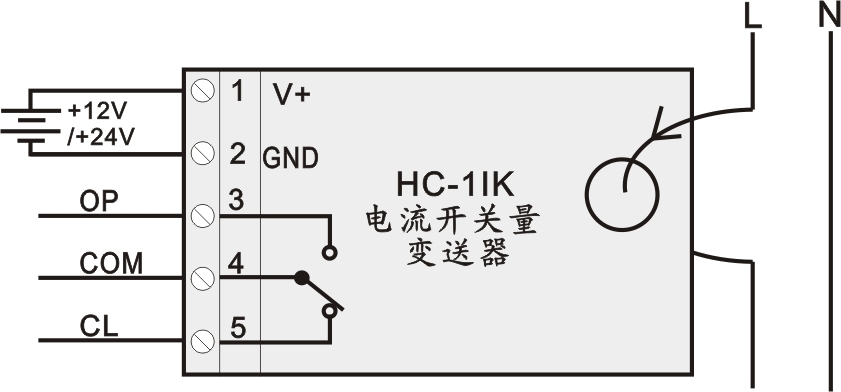 L N
+12V
/+24V
1 V+
2 GND
OP 3
COM 4
CL 5
HC-1IK
电流开关量
变送器